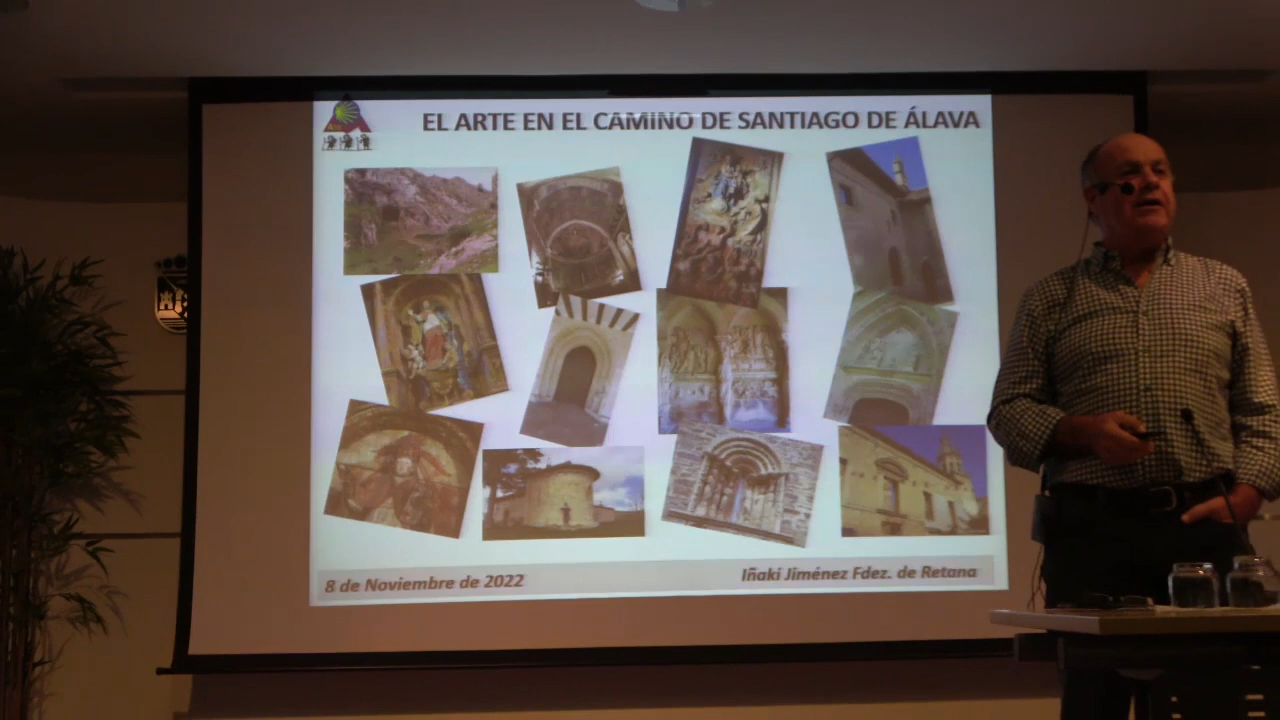 EL ARTE EN EL CAMINO DE SANTIAGO DE ÁLAVA
8 de Noviembre de 2022
Iñaki Jiménez Fdez. de Retana